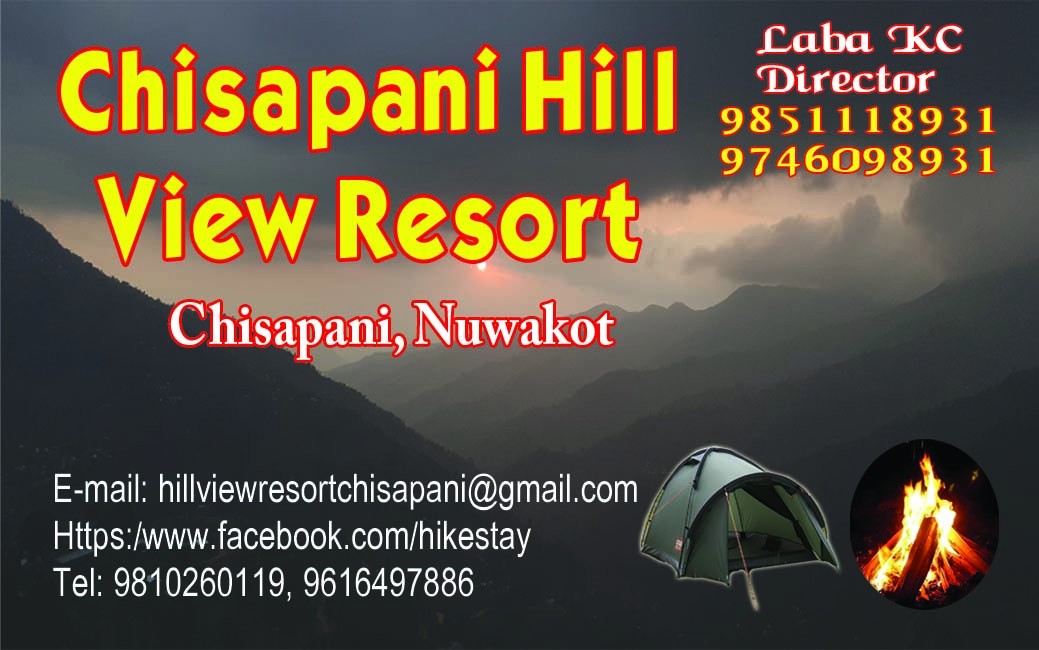 Chisapani Hill
View Resort
Chisapani, Nuwakot
Laba KC
Director
9851118931
9746098931
E-mail: hillviewresortchisapani@gmail.com
Https:/www.facebook.com/hikestay
Tel: 9810260119, 9616497886